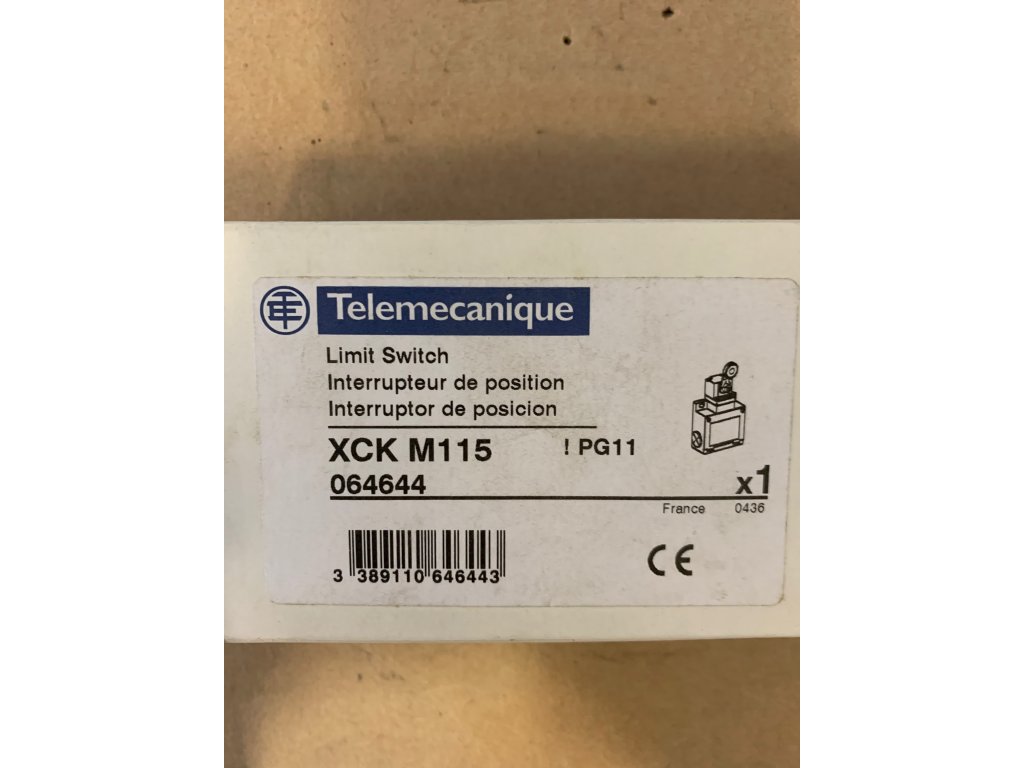 Telemecanique
Limit Switch
Interrupteur de position
Interruptor de posicion
XCK M115 ! PG11
064644 x1
France 0436
3 389110 646443
CE